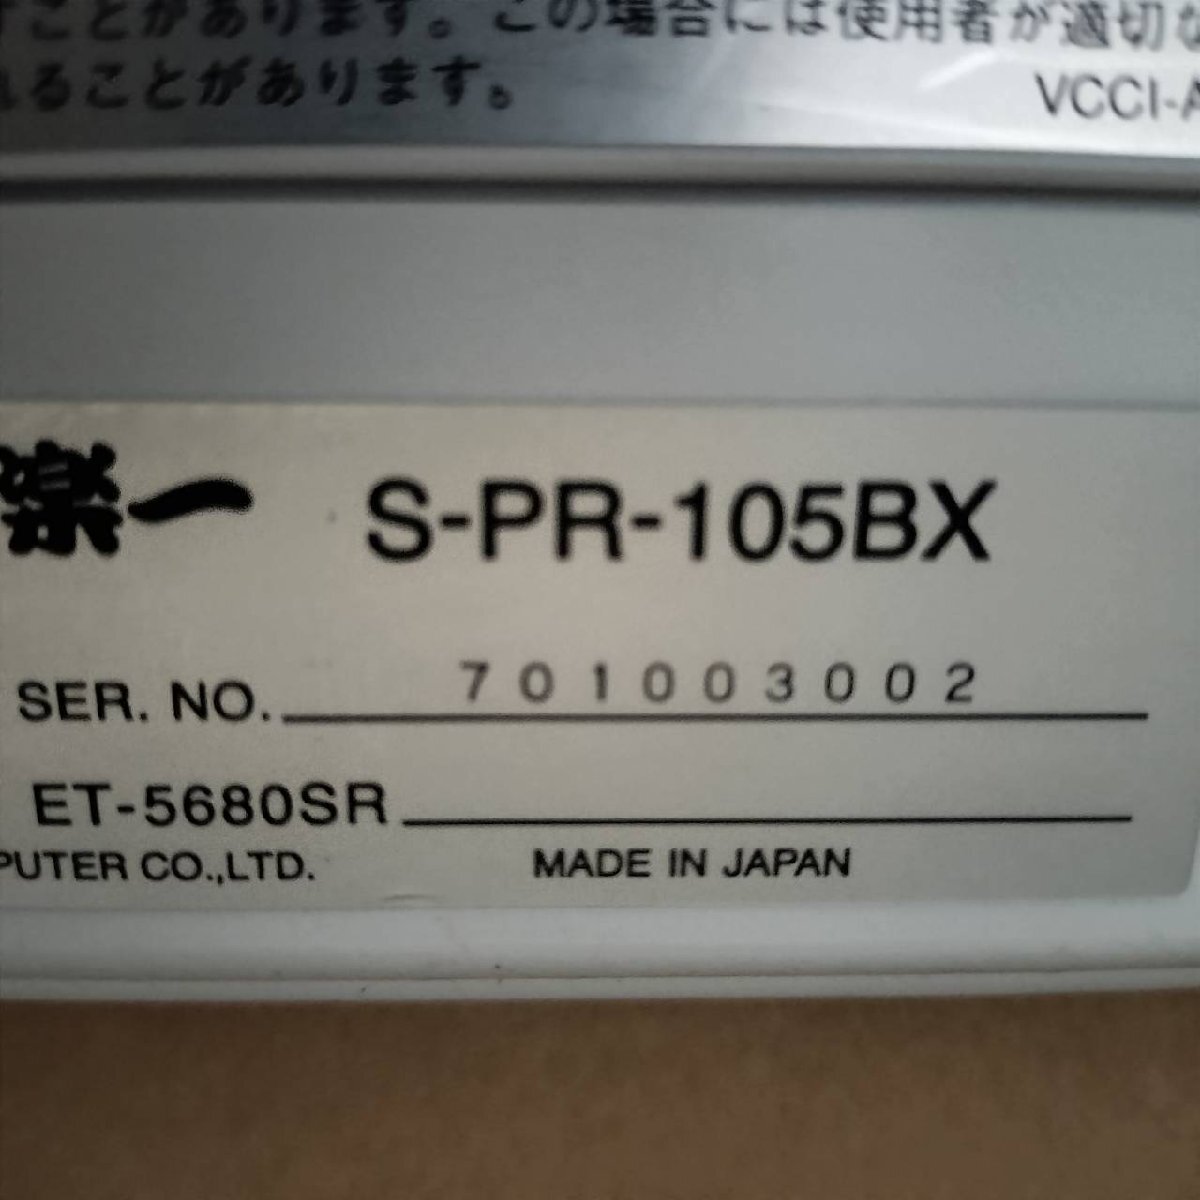 すことがあります。この場合には使用者が適切な
れることがあります。
VCCI-A
楽一 S-PR-105BX
SER. NO. 701003002
ET-5680SR
PUTER CO.,LTD. MADE IN JAPAN